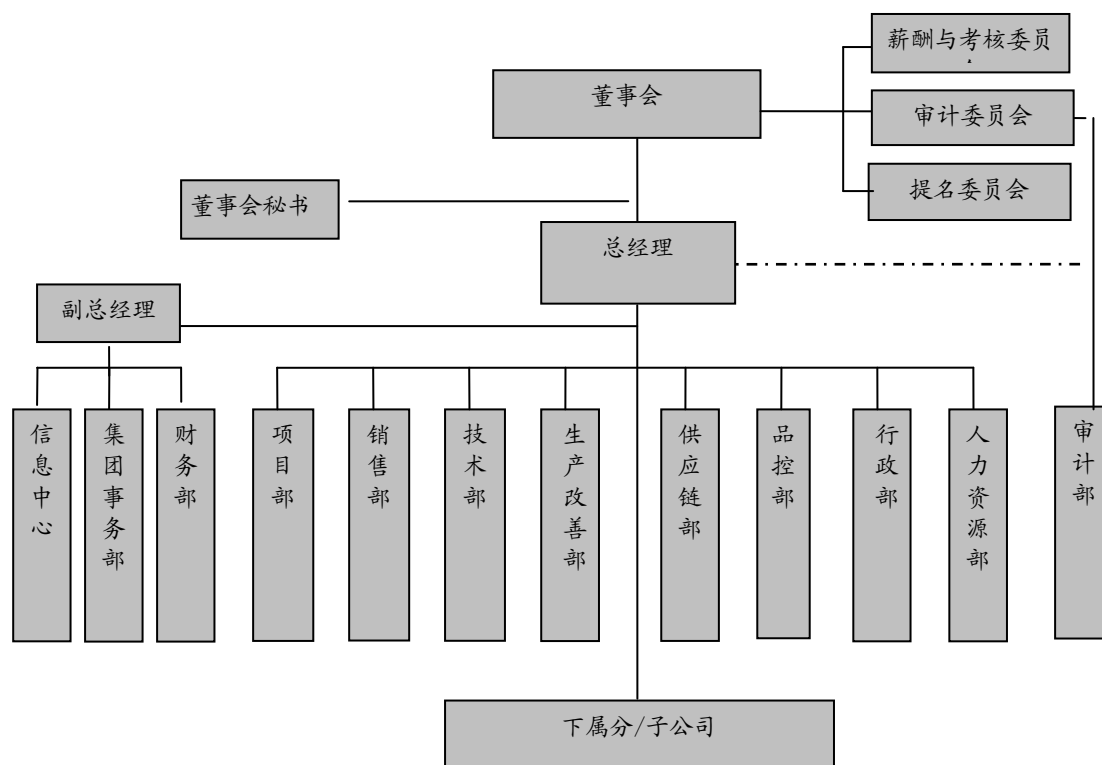 薪酬与考核委员
董事会
审计委员会
提名委员会
董事会秘书
总经理
副总经理
信息中心
集团事务部
财务部
项目部
销售部
技术部
生产改善部
供应链部
品控部
行政部
人力资源部
审计部
下属分/子公司